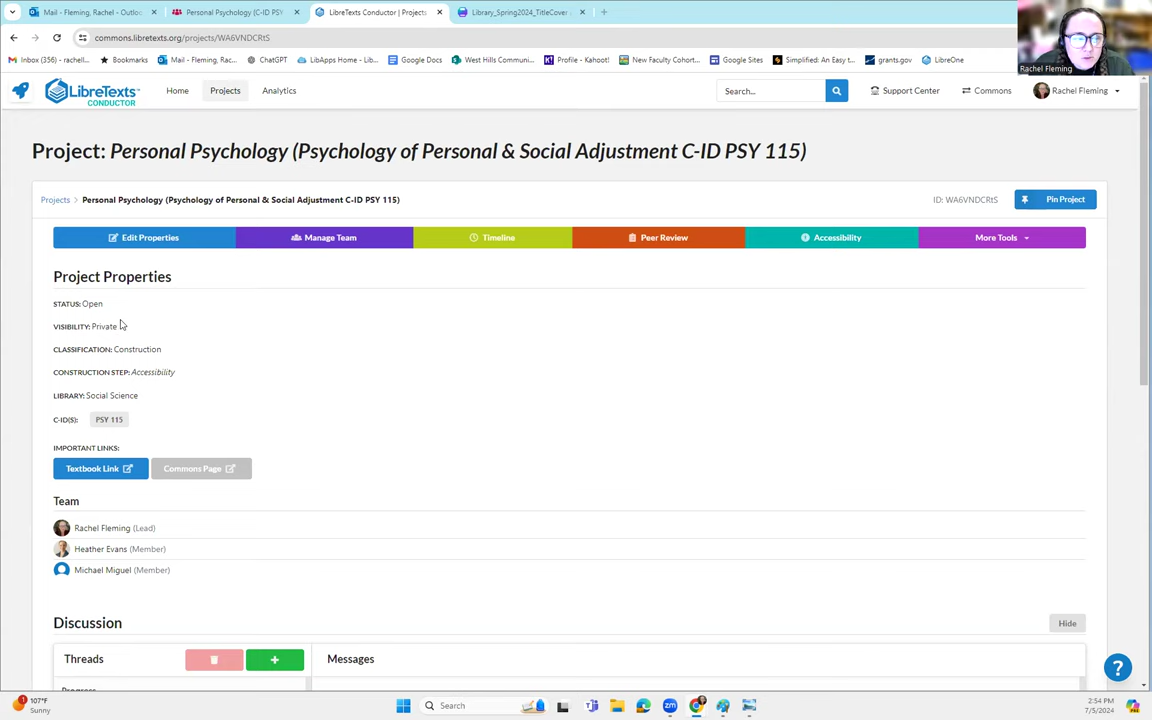 Mail - Fleming, Rachel - Outloo
Personal Psychology (C-ID PSY
LibreTexts Conductor | Projects
Library_Spring2024_TitleCover
commons.libretexts.org/projects/WA6VNDCRtS
Inbox (356) - rachell...
Bookmarks
Mail - Fleming, Rac...
ChatGPT
LibApps Home - Lib...
Google Docs
West Hills Communi...
Profile - Kahoot!
New Faculty Cohort...
Google Sites
Simplified: An Easy t...
grants.gov
LibreOne
Rachel Fleming
LibreTexts
CONDUCTOR
Home
Projects
Analytics
Search...
Support Center
Commons
Rachel Fleming
Project: Personal Psychology (Psychology of Personal & Social Adjustment C-ID PSY 115)
Projects > Personal Psychology (Psychology of Personal & Social Adjustment C-ID PSY 115)
ID: WA6VNDCRtS
Pin Project
Edit Properties
Manage Team
Timeline
Peer Review
Accessibility
More Tools
Project Properties
STATUS: Open
VISIBILITY: Private
CLASSIFICATION: Construction
CONSTRUCTION STEP: Accessibility
LIBRARY: Social Science
C-ID(S): PSY 115
IMPORTANT LINKS:
Textbook Link
Commons Page
Team
Rachel Fleming (Lead)
Heather Evans (Member)
Michael Miguel (Member)
Discussion
Hide
Threads
Messages
Progress
?
1
107°F
Sunny
Search
2:54 PM
7/5/2024